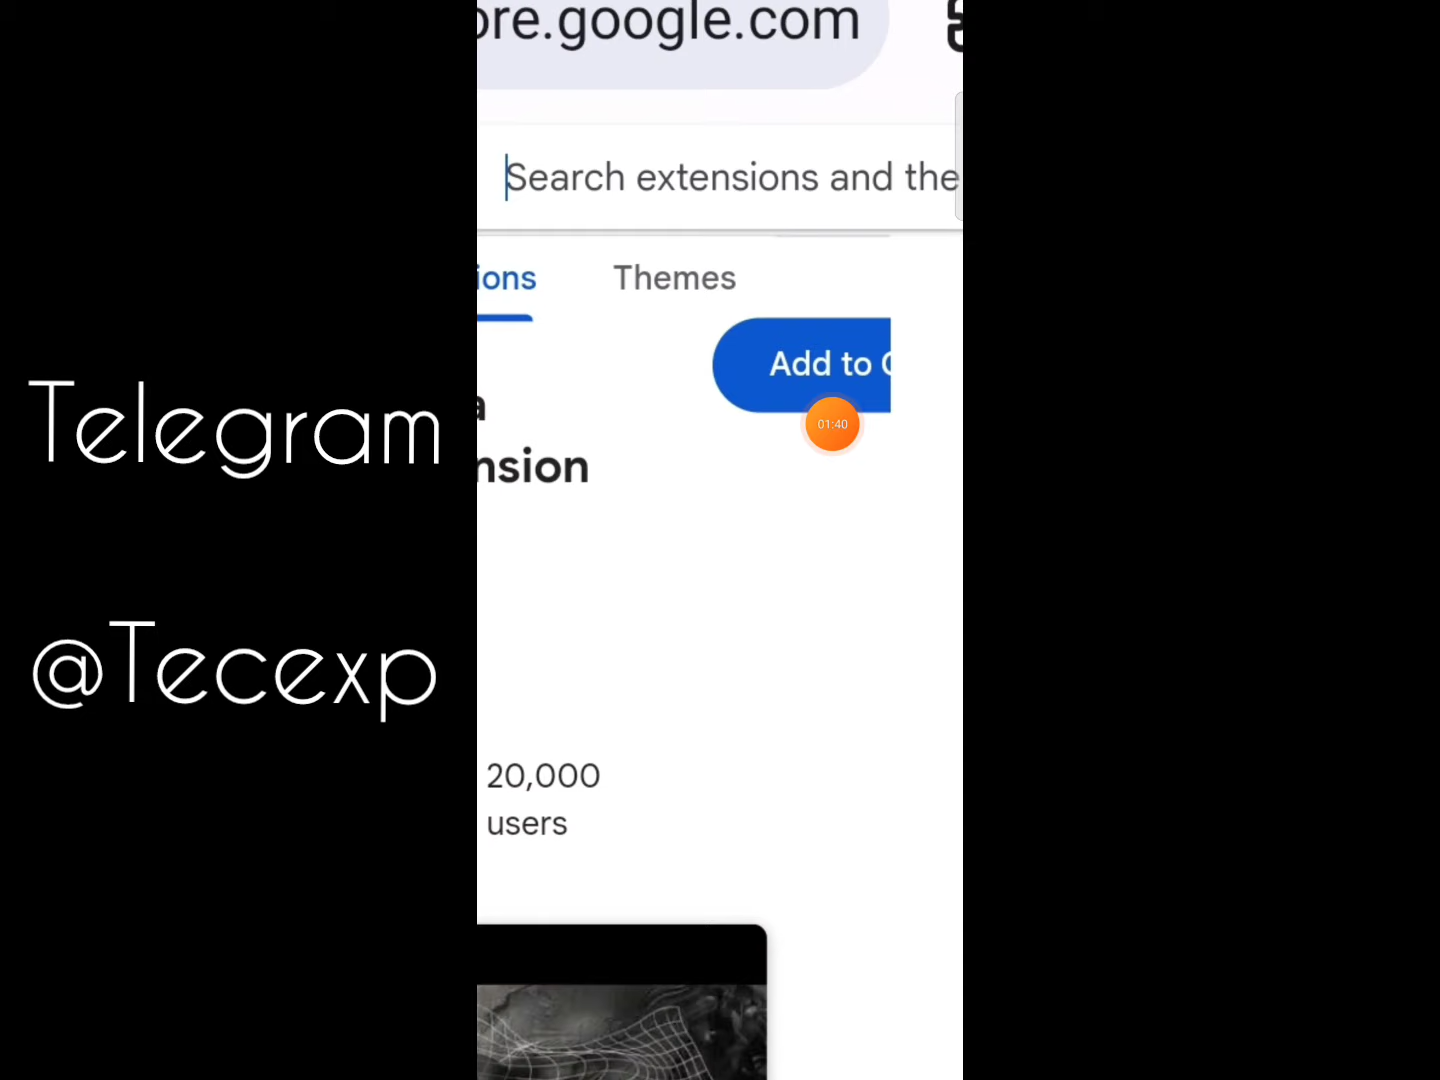 ore.google.com
Search extensions and the
ions
Themes
Add to C
a
nsion
01:40
Telegram
@Tecexp
20,000
users